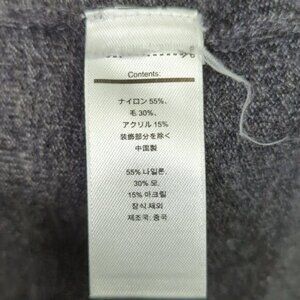 Contents:
ナイロン 55%、
毛 30%、
アクリル 15%
装飾部分を除く
中国製
55% 나일론,
30% 모,
15% 아크릴
장식 제외
제조국: 중국